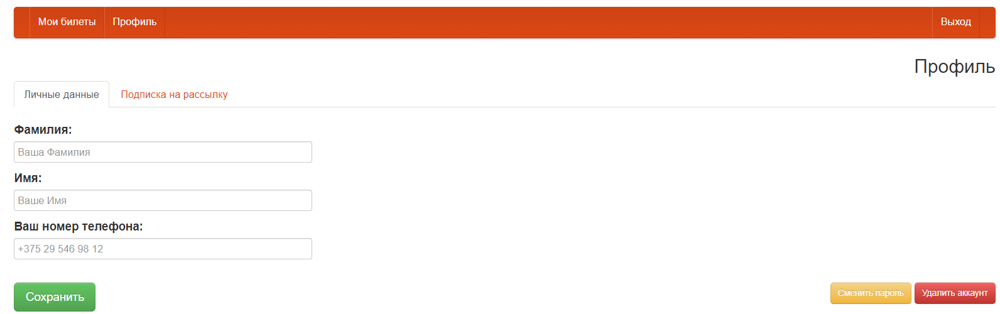 Мои билеты Профиль Выход
Профиль
Личные данные Подписка на рассылку
Фамилия:
Ваша Фамилия
Имя:
Ваше Имя
Ваш номер телефона:
+375 29 546 98 12
Сохранить Сменить пароль Удалить аккаунт